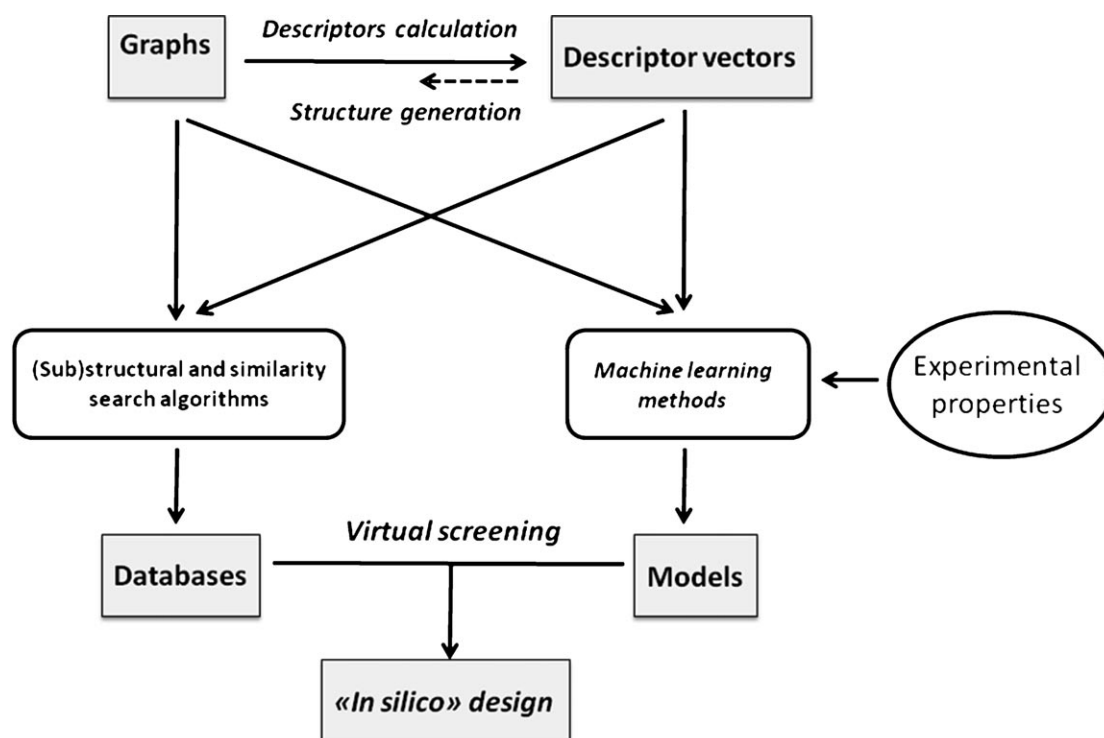 Graphs
Descriptors calculation
Descriptor vectors
Structure generation
(Sub)structural and similarity
search algorithms
Machine learning
methods
Experimental
properties
Virtual screening
Databases
Models
«In silico» design